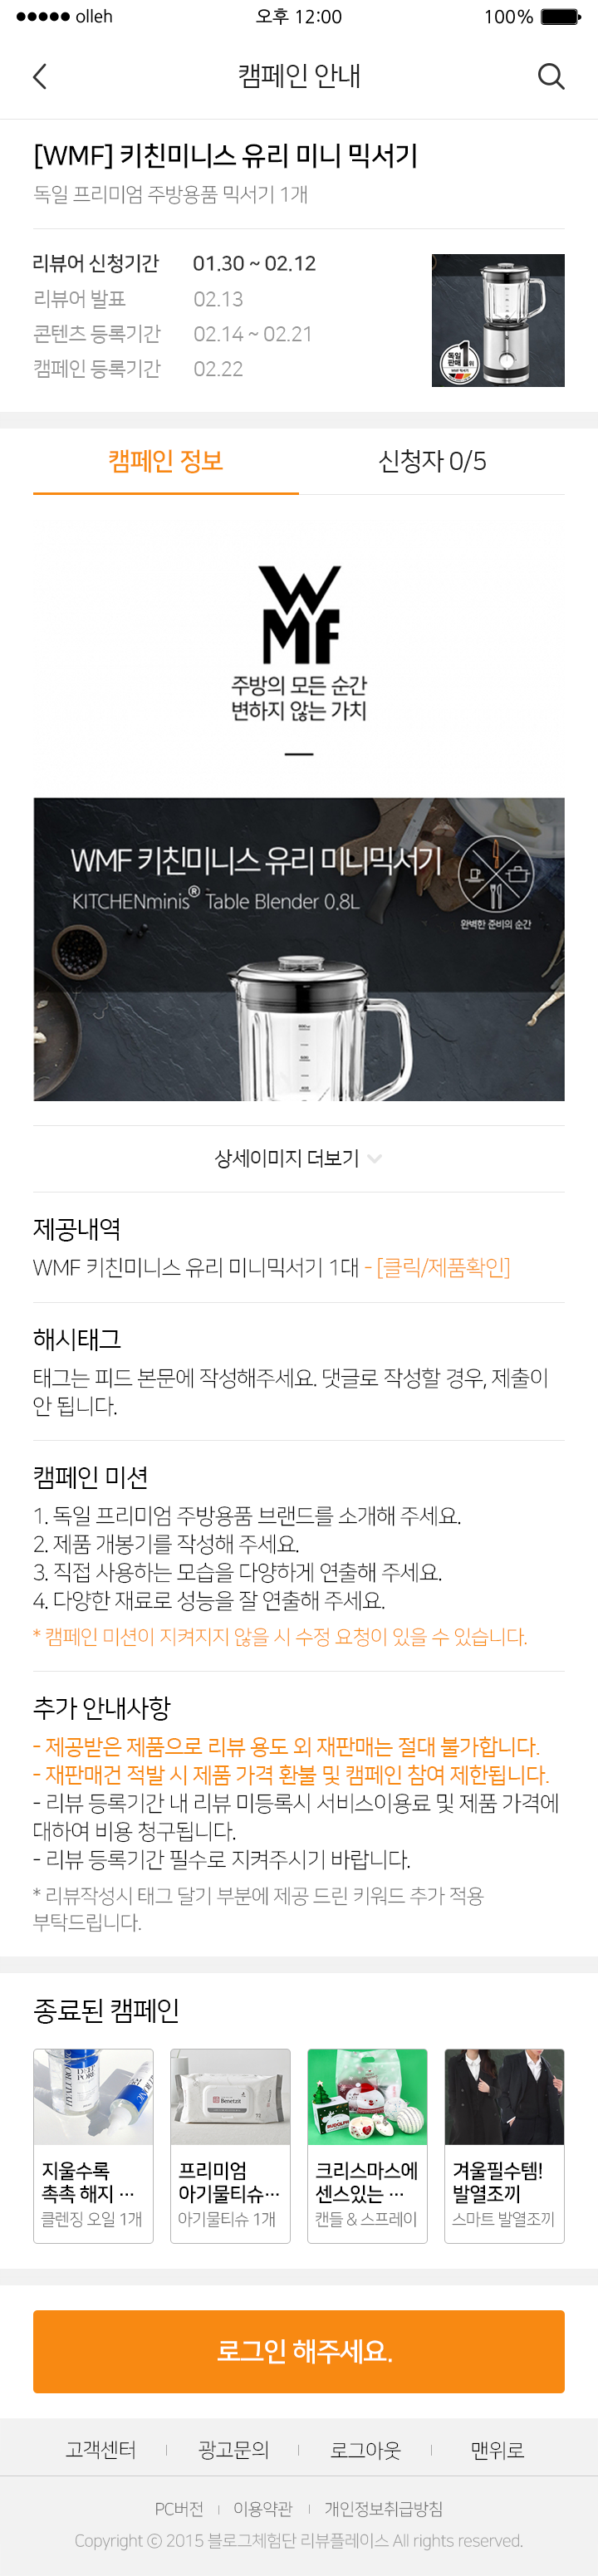 olleh 오후 12:00 100%
캠페인 안내
[WMF] 키친미니스 유리 미니 믹서기
독일 프리미엄 주방용품 믹서기 1개
리뷰어 신청기간 01.30 ~ 02.12
리뷰어 발표 02.13
콘텐츠 등록기간 02.14 ~ 02.21
캠페인 등록기간 02.22
독일 판매 1위
캠페인 정보 신청자 0/5
WMF
주방의 모든 순간
변하지 않는 가치
WMF 키친미니스 유리 미니믹서기
KITCHENminis® Table Blender 0.8L
완벽한 준비의 순간
상세이미지 더보기
제공내역
WMF 키친미니스 유리 미니믹서기 1대 - [클릭/제품확인]
해시태그
태그는 피드 본문에 작성해주세요. 댓글로 작성할 경우, 제출이
안 됩니다.
캠페인 미션
1. 독일 프리미엄 주방용품 브랜드를 소개해 주세요.
2. 제품 개봉기를 작성해 주세요.
3. 직접 사용하는 모습을 다양하게 연출해 주세요.
4. 다양한 재료로 성능을 잘 연출해 주세요.
* 캠페인 미션이 지켜지지 않을 시 수정 요청이 있을 수 있습니다.
추가 안내사항
- 제공받은 제품으로 리뷰 용도 외 재판매는 절대 불가합니다.
- 재판매건 적발 시 제품 가격 환불 및 캠페인 참여 제한됩니다.
- 리뷰 등록기간 내 리뷰 미등록시 서비스이용료 및 제품 가격에
대하여 비용 청구됩니다.
- 리뷰 등록기간 필수로 지켜주시기 바랍니다.
* 리뷰작성시 태그 달기 부분에 제공 드린 키워드 추가 적용
부탁드립니다.
종료된 캠페인
지울수록
촉촉 해지 ...
클렌징 오일 1개
프리미엄
아기물티슈...
아기물티슈 1개
크리스마스에
센스있는 ...
캔들 & 스프레이
겨울필수템!
발열조끼
스마트 발열조끼
로그인 해주세요.
고객센터 광고문의 로그아웃 맨위로
PC버전 이용약관 개인정보취급방침
Copyright ⓒ 2015 블로그체험단 리뷰플레이스 All rights reserved.